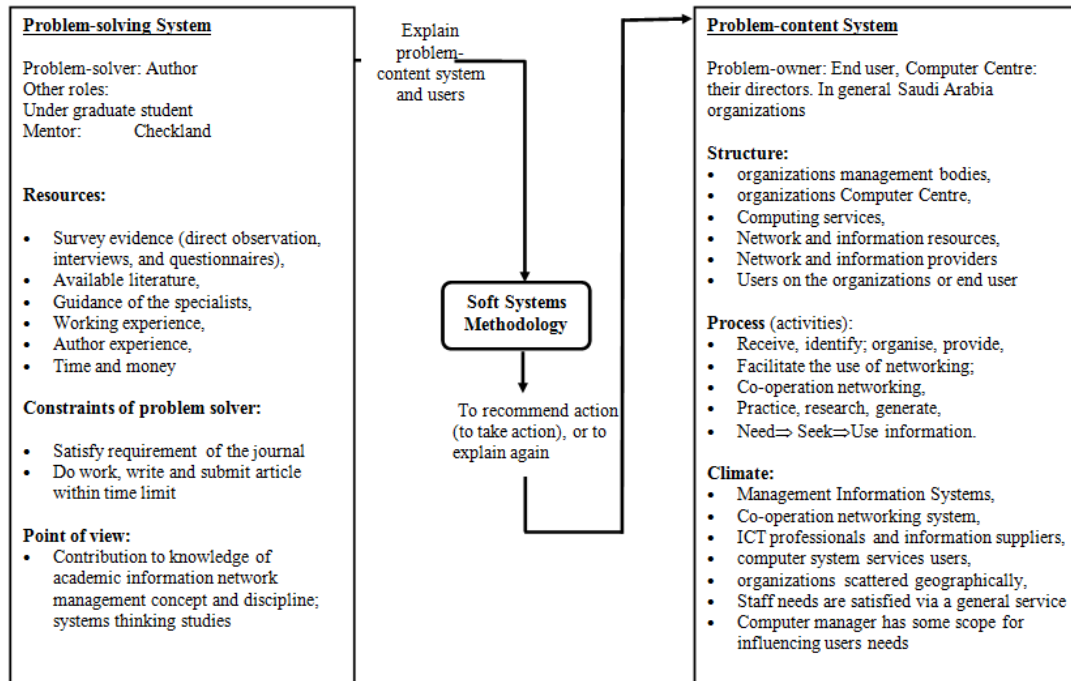 Problem-solving System
Problem-solver: Author
Other roles:
Under graduate student
Mentor: Checkland
Resources:
• Survey evidence (direct observation,
interviews, and questionnaires),
• Available literature,
• Guidance of the specialists,
• Working experience,
• Author experience,
• Time and money
Constraints of problem solver:
• Satisfy requirement of the journal
• Do work, write and submit article
within time limit
Point of view:
• Contribution to knowledge of
academic information network
management concept and discipline;
systems thinking studies
Explain
problem-
content system
and users
Soft Systems
Methodology
To recommend action
(to take action), or to
explain again
Problem-content System
Problem-owner: End user, Computer Centre:
their directors. In general Saudi Arabia
organizations
Structure:
• organizations management bodies,
• organizations Computer Centre,
• Computing services,
• Network and information resources,
• Network and information providers
• Users on the organizations or end user
Process (activities):
• Receive, identify; organise, provide,
• Facilitate the use of networking;
• Co-operation networking,
• Practice, research, generate,
• Need⇒ Seek⇒Use information.
Climate:
• Management Information Systems,
• Co-operation networking system,
• ICT professionals and information suppliers,
• computer system services users,
• organizations scattered geographically,
• Staff needs are satisfied via a general service
• Computer manager has some scope for
influencing users needs